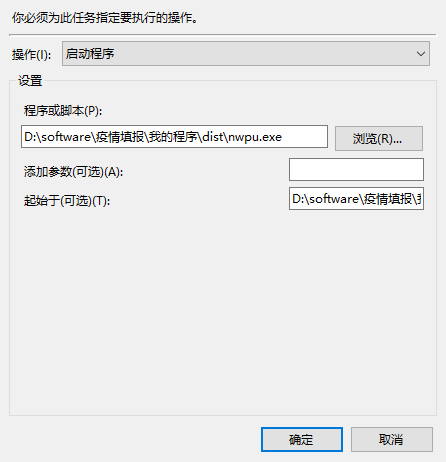 你必须为此任务指定要执行的操作。
操作(I): 启动程序
设置
程序或脚本(P):
D:\software\疫情填报\我的程序\dist\nwpu.exe 浏览(R)...
添加参数(可选)(A):
起始于(可选)(T): D:\software\疫情填报\
确定 取消